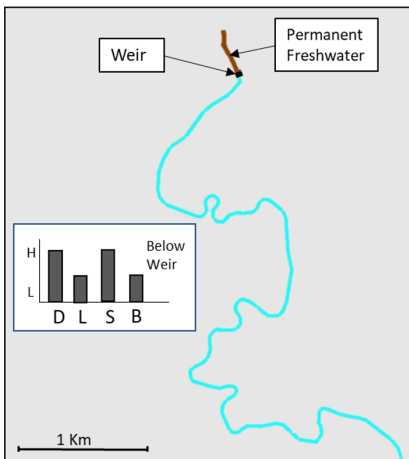 Permanent
Freshwater
Weir
Below
Weir
H
L
D L S B
1 Km